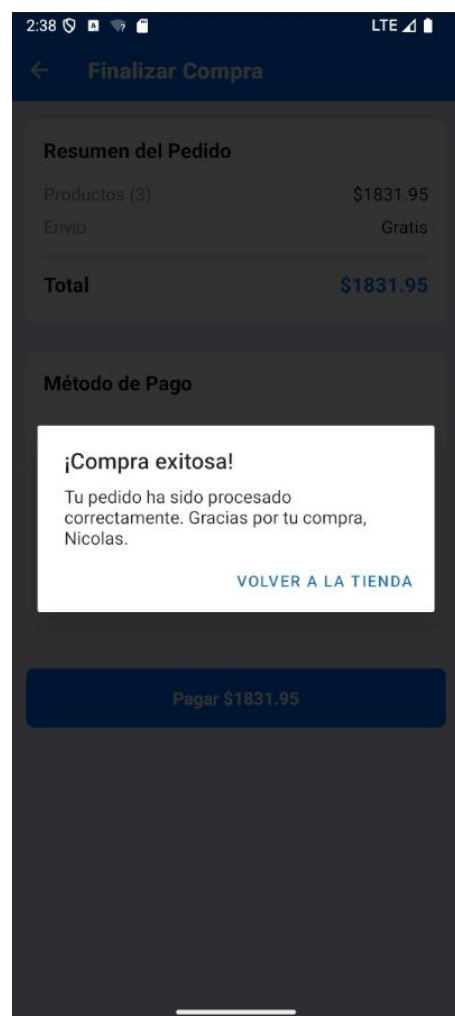 2:38 LTE
Finalizar Compra
Resumen del Pedido
Productos (3) $1831.95
Envío Gratis
Total $1831.95
Método de Pago
¡Compra exitosa!
Tu pedido ha sido procesado
correctamente. Gracias por tu compra,
Nicolas.
VOLVER A LA TIENDA
Pagar $1831.95